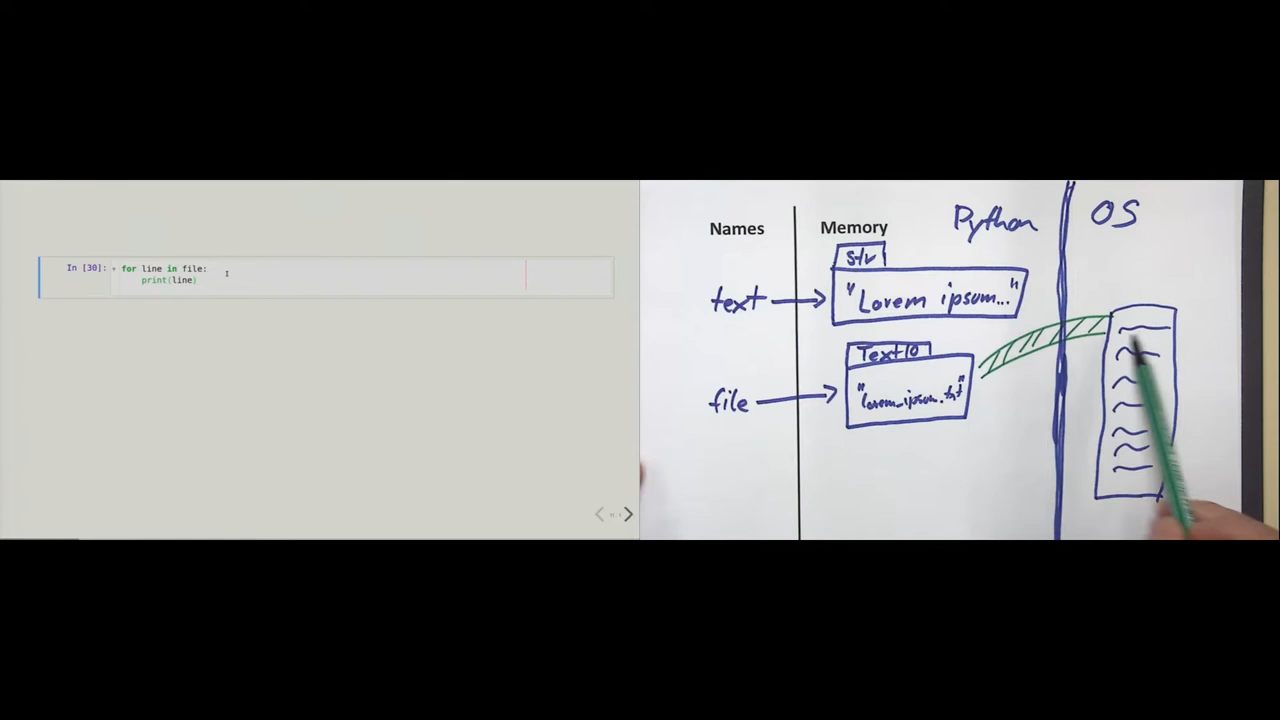 In [30]: for line in file:
print(line)
Names
Memory
Python
OS
str
text
"Lorem ipsum..."
TextIO
file
"lorem_ipsum.txt"